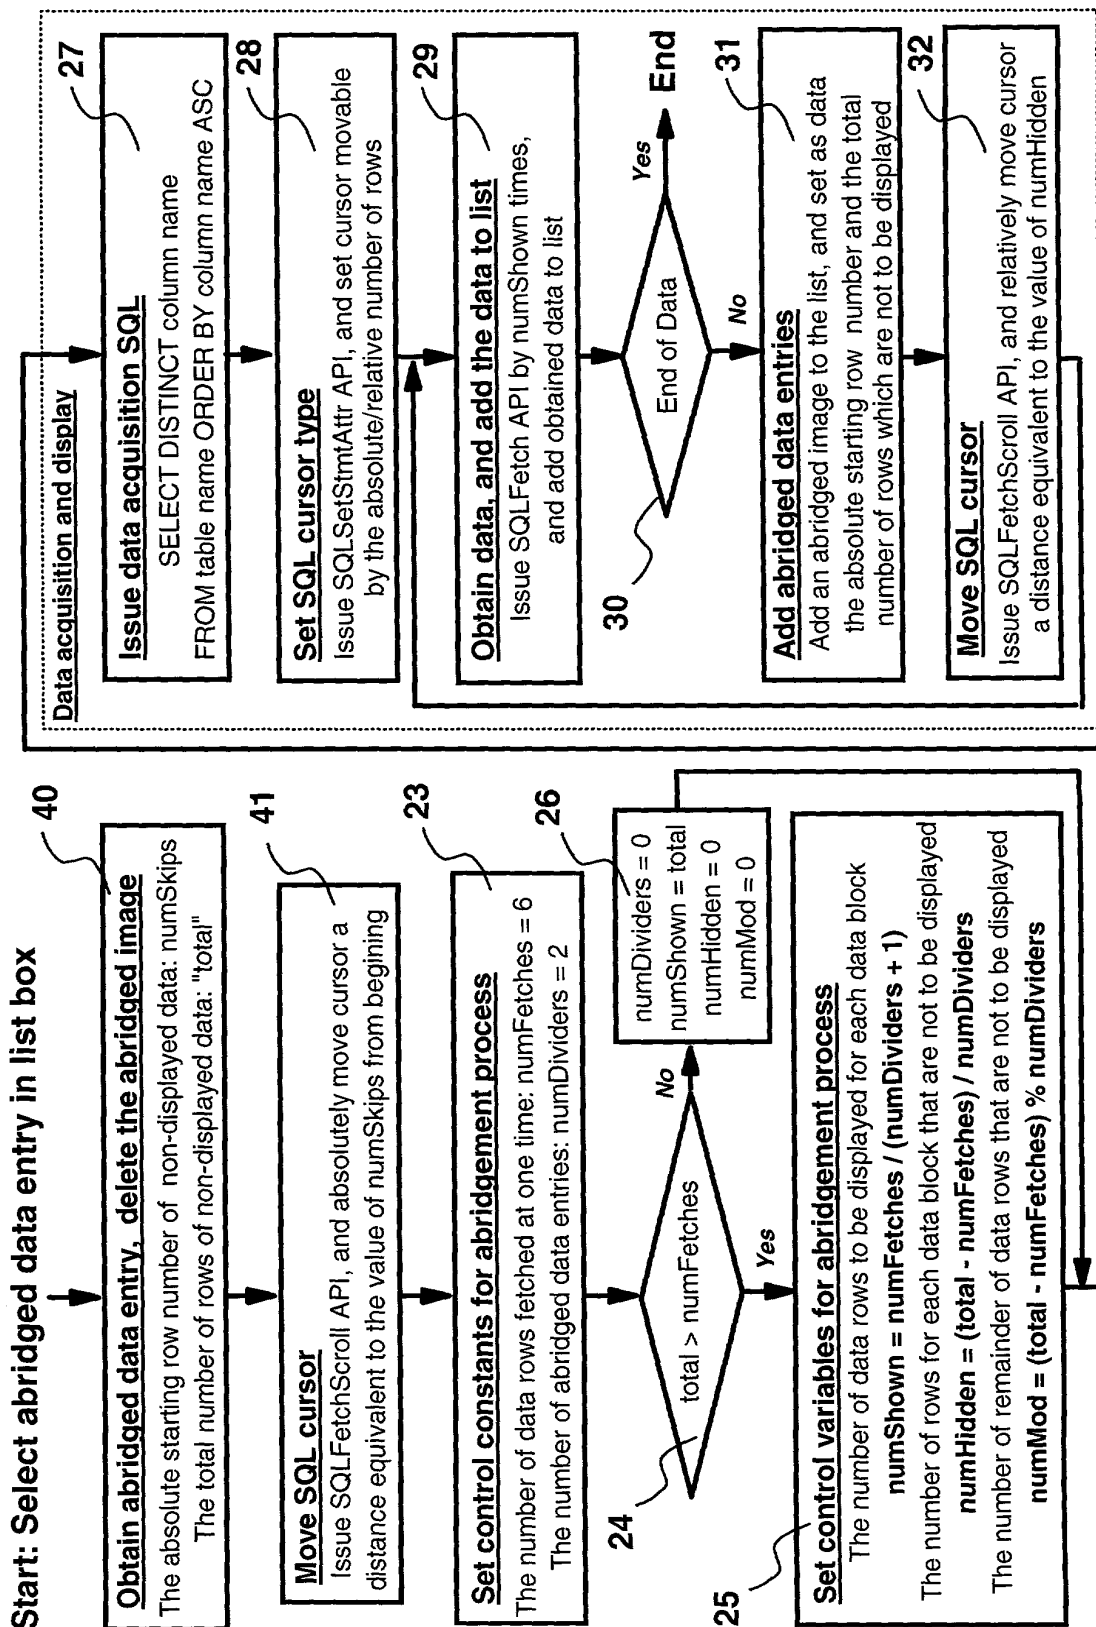 Start: Select abridged data entry in list box
40
Obtain abridged data entry, delete the abridged image
The absolute starting row number of non-displayed data: numSkips
The total number of rows of non-displayed data: "total"
41
Move SQL cursor
Issue SQLFetchScroll API, and absolutely move cursor a
distance equivalent to the value of numSkips from begining
23
Set control constants for abridgement process
The number of data rows fetched at one time: numFetches = 6
The number of abridged data entries: numDividers = 2
24
total > numFetches
No
Yes
26
numDividers = 0
numShown = total
numHidden = 0
numMod = 0
25
Set control variables for abridgement process
The number of data rows to be displayed for each data block
numShown = numFetches / (numDividers + 1)
The number of rows for each data block that are not to be displayed
numHidden = (total - numFetches) / numDividers
The number of remainder of data rows that are not to be displayed
numMod = (total - numFetches) % numDividers
Data acquisition and display
27
Issue data acquisition SQL
SELECT DISTINCT column name
FROM table name ORDER BY column name ASC
28
Set SQL cursor type
Issue SQLSetStmtAttr API, and set cursor movable
by the absolute/relative number of rows
29
Obtain data, and add the data to list
Issue SQLFetch API by numShown times,
and add obtained data to list
30
End of Data
Yes
End
No
31
Add abridged data entries
Add an abridged image to the list, and set as data
the absolute starting row number and the total
number of rows which are not to be displayed
32
Move SQL cursor
Issue SQLFetchScroll API, and relatively move cursor
a distance equivalent to the value of numHidden